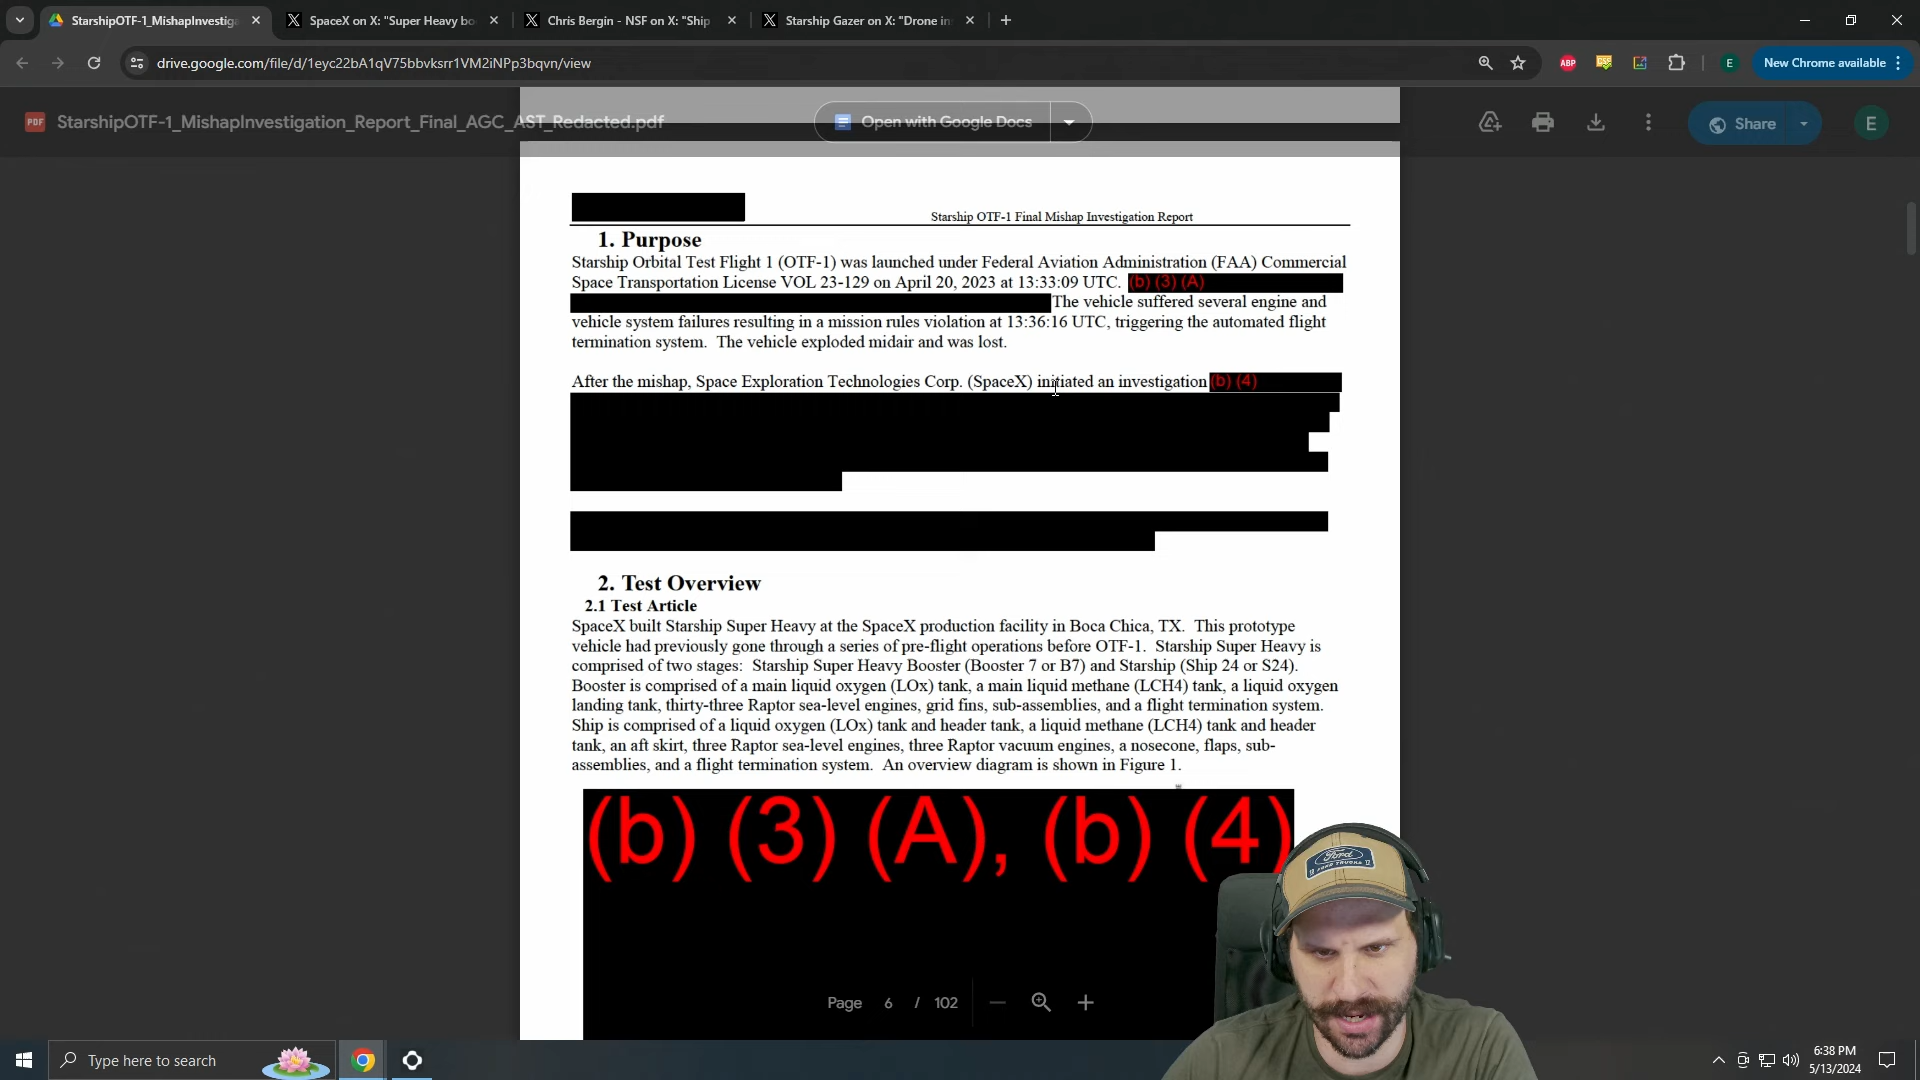 StarshipOTF-1_MishapInvestiga
SpaceX on X: "Super Heavy bo
Chris Bergin - NSF on X: "Ship
Starship Gazer on X: "Drone in
drive.google.com/file/d/1eyc22bA1qV75bbvksrr1VM2iNPp3bqvn/view
ABP
E
New Chrome available
PDF
StarshipOTF-1_MishapInvestigation_Report_Final_AGC_AST_Redacted.pdf
Open with Google Docs
Share
E
Starship OTF-1 Final Mishap Investigation Report
1. Purpose
Starship Orbital Test Flight 1 (OTF-1) was launched under Federal Aviation Administration (FAA) Commercial
Space Transportation License VOL 23-129 on April 20, 2023 at 13:33:09 UTC. (b) (3) (A)
The vehicle suffered several engine and
vehicle system failures resulting in a mission rules violation at 13:36:16 UTC, triggering the automated flight
termination system. The vehicle exploded midair and was lost.
After the mishap, Space Exploration Technologies Corp. (SpaceX) initiated an investigation (b) (4)
2. Test Overview
2.1 Test Article
SpaceX built Starship Super Heavy at the SpaceX production facility in Boca Chica, TX. This prototype
vehicle had previously gone through a series of pre-flight operations before OTF-1. Starship Super Heavy is
comprised of two stages: Starship Super Heavy Booster (Booster 7 or B7) and Starship (Ship 24 or S24).
Booster is comprised of a main liquid oxygen (LOx) tank, a main liquid methane (LCH4) tank, a liquid oxygen
landing tank, thirty-three Raptor sea-level engines, grid fins, sub-assemblies, and a flight termination system.
Ship is comprised of a liquid oxygen (LOx) tank and header tank, a liquid methane (LCH4) tank and header
tank, an aft skirt, three Raptor sea-level engines, three Raptor vacuum engines, a nosecone, flaps, sub-
assemblies, and a flight termination system. An overview diagram is shown in Figure 1.
(b) (3) (A), (b) (4)
Ford
Page 6 / 102
Type here to search
6:38 PM
5/13/2024